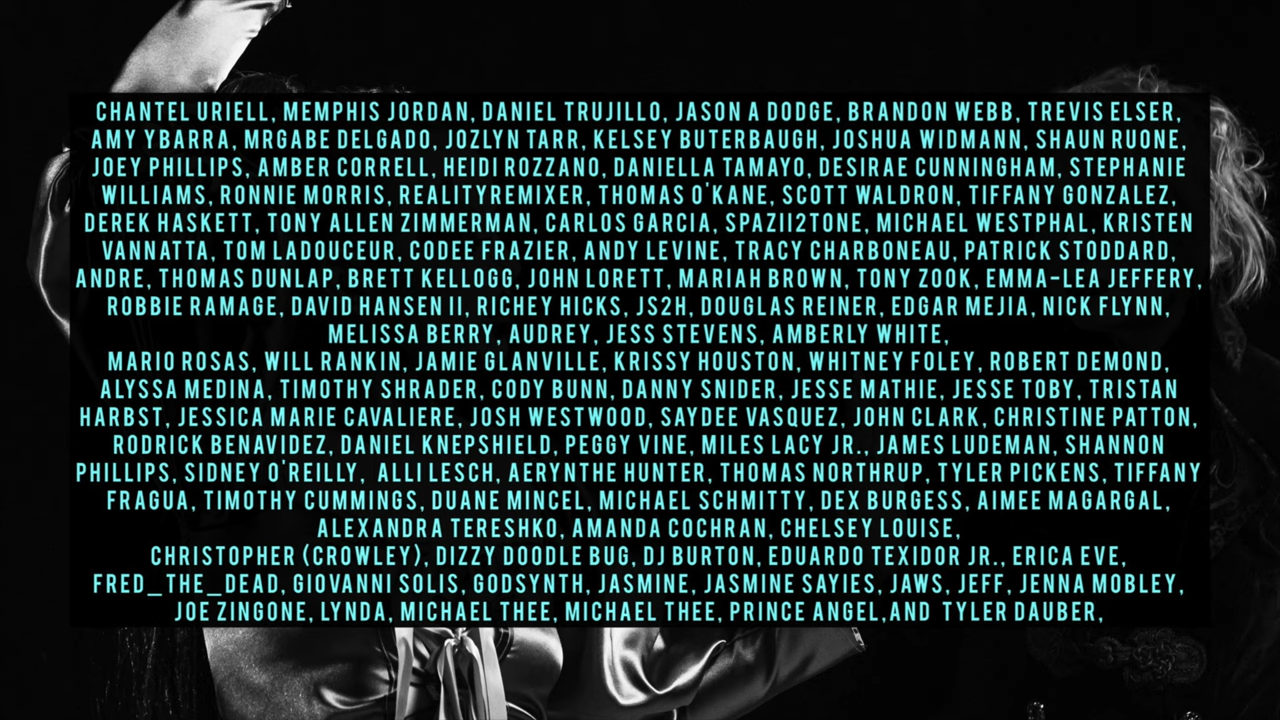 CHANTEL URIELL, MEMPHIS JORDAN, DANIEL TRUJILLO, JASON A DODGE, BRANDON WEBB, TREVIS ELSER,
AMY YBARRA, MRGABE DELGADO, JOZLYN TARR, KELSEY BUTERBAUGH, JOSHUA WIDMANN, SHAUN RUONE,
JOEY PHILLIPS, AMBER CORRELL, HEIDI ROZZANO, DANIELLA TAMAYO, DESIRAE CUNNINGHAM, STEPHANIE
WILLIAMS, RONNIE MORRIS, REALITYREMIXER, THOMAS O'KANE, SCOTT WALDRON, TIFFANY GONZALEZ,
DEREK HASKETT, TONY ALLEN ZIMMERMAN, CARLOS GARCIA, SPAZII2TONE, MICHAEL WESTPHAL, KRISTEN
VANNATTA, TOM LADOUCEUR, CODEE FRAZIER, ANDY LEVINE, TRACY CHARBONEAU, PATRICK STODDARD,
ANDRE, THOMAS DUNLAP, BRETT KELLOGG, JOHN LORETT, MARIAH BROWN, TONY ZOOK, EMMA-LEA JEFFERY,
ROBBIE RAMAGE, DAVID HANSEN II, RICHEY HICKS, JS2H, DOUGLAS REINER, EDGAR MEJIA, NICK FLYNN,
MELISSA BERRY, AUDREY, JESS STEVENS, AMBERLY WHITE,
MARIO ROSAS, WILL RANKIN, JAMIE GLANVILLE, KRISSY HOUSTON, WHITNEY FOLEY, ROBERT DEMOND,
ALYSSA MEDINA, TIMOTHY SHRADER, CODY BUNN, DANNY SNIDER, JESSE MATHIE, JESSE TOBY, TRISTAN
HARBST, JESSICA MARIE CAVALIERE, JOSH WESTWOOD, SAYDEE VASQUEZ, JOHN CLARK, CHRISTINE PATTON,
RODRICK BENAVIDEZ, DANIEL KNEPSHIELD, PEGGY VINE, MILES LACY JR., JAMES LUDEMAN, SHANNON
PHILLIPS, SIDNEY O'REILLY, ALLI LESCH, AERYNTHE HUNTER, THOMAS NORTHRUP, TYLER PICKENS, TIFFANY
FRAGUA, TIMOTHY CUMMINGS, DUANE MINCEL, MICHAEL SCHMITTY, DEX BURGESS, AIMEE MAGARGAL,
ALEXANDRA TERESHKO, AMANDA COCHRAN, CHELSEY LOUISE,
CHRISTOPHER (CROWLEY), DIZZY DOODLE BUG, DJ BURTON, EDUARDO TEXIDOR JR., ERICA EVE,
FRED_THE_DEAD, GIOVANNI SOLIS, GODSYNTH, JASMINE, JASMINE SAYIES, JAWS, JEFF, JENNA MOBLEY,
JOE ZINGONE, LYNDA, MICHAEL THEE, MICHAEL THEE, PRINCE ANGEL,AND TYLER DAUBER,